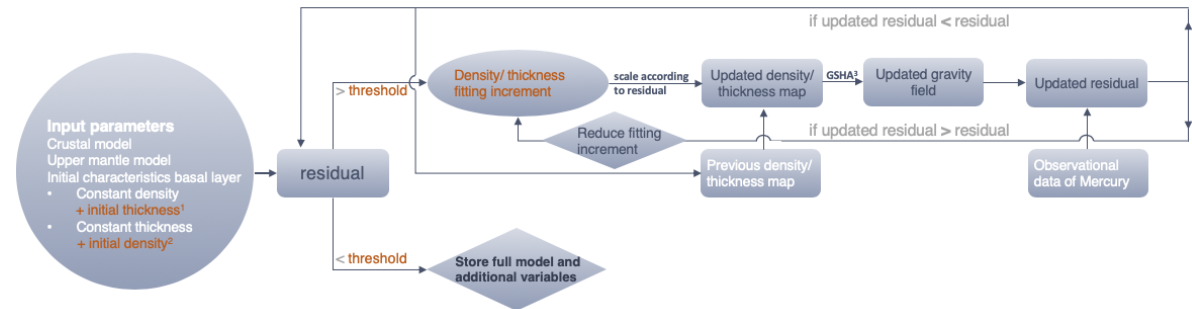 if updated residual < residual
Input parameters
Crustal model
Upper mantle model
Initial characteristics basal layer
• Constant density
+ initial thickness¹
• Constant thickness
+ initial density²
residual
> threshold
Density/ thickness
fitting increment
scale according
to residual
Updated density/
thickness map
GSHA³
Updated gravity
field
Updated residual
Reduce fitting
increment
if updated residual > residual
Previous density/
thickness map
Observational
data of Mercury
< threshold
Store full model and
additional variables